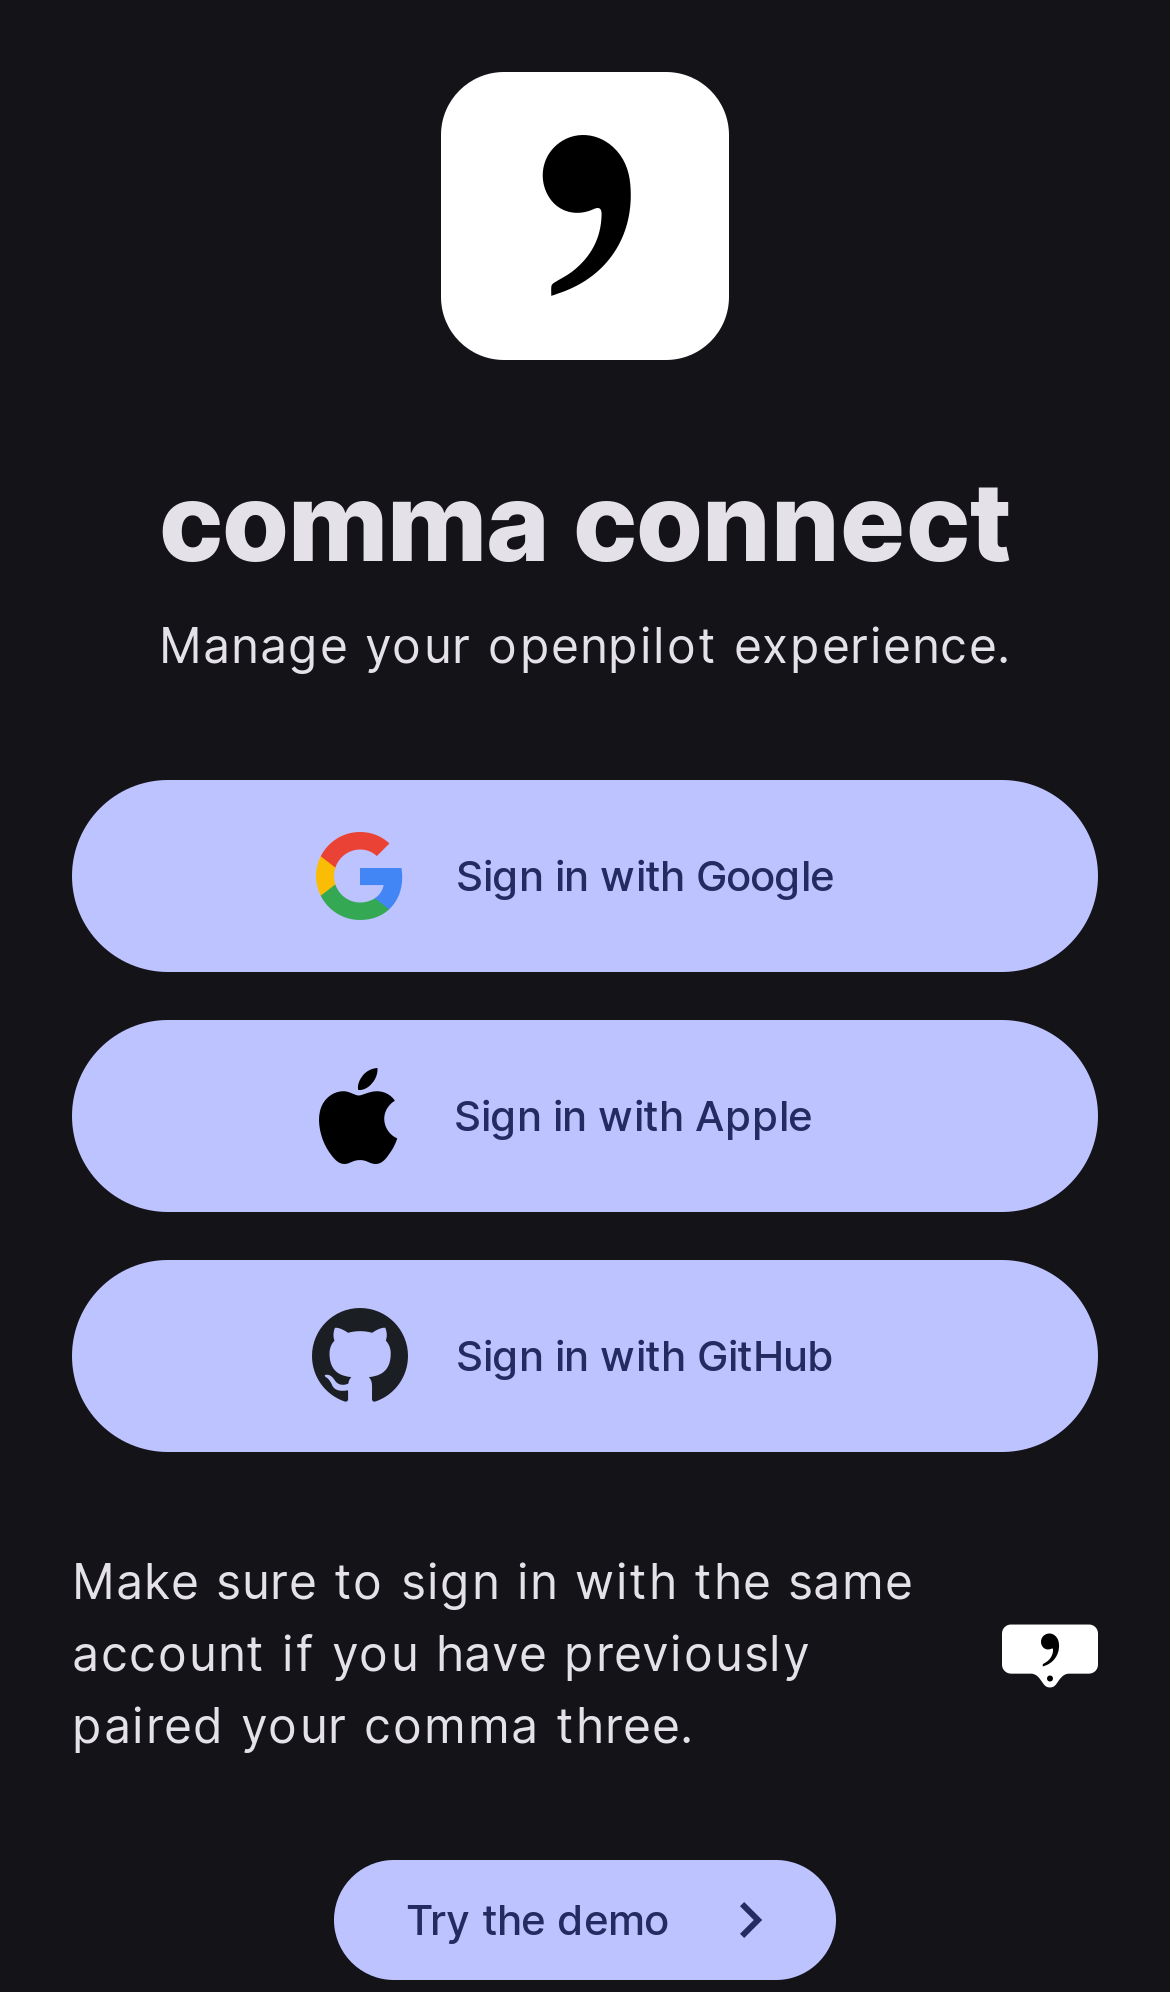 comma connect
Manage your openpilot experience.
Sign in with Google
Sign in with Apple
Sign in with GitHub
Make sure to sign in with the same
account if you have previously
paired your comma three.
Try the demo